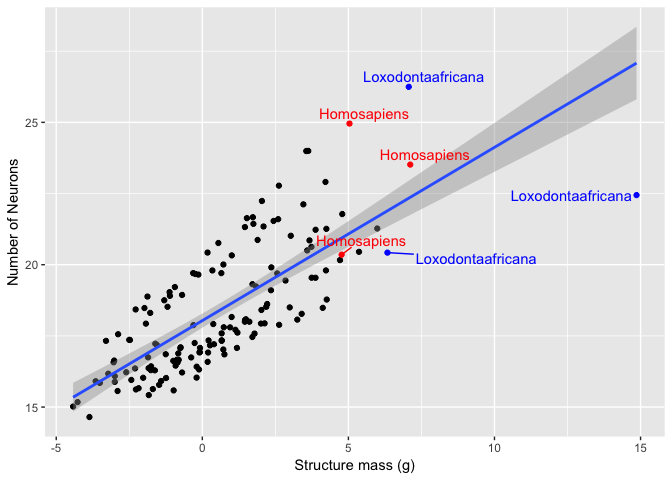 Loxodontaafricana
25
Homosapiens
Homosapiens
Loxodontaafricana
Homosapiens
Loxodontaafricana
20
15
-5 0 5 10 15
Structure mass (g)
Number of Neurons